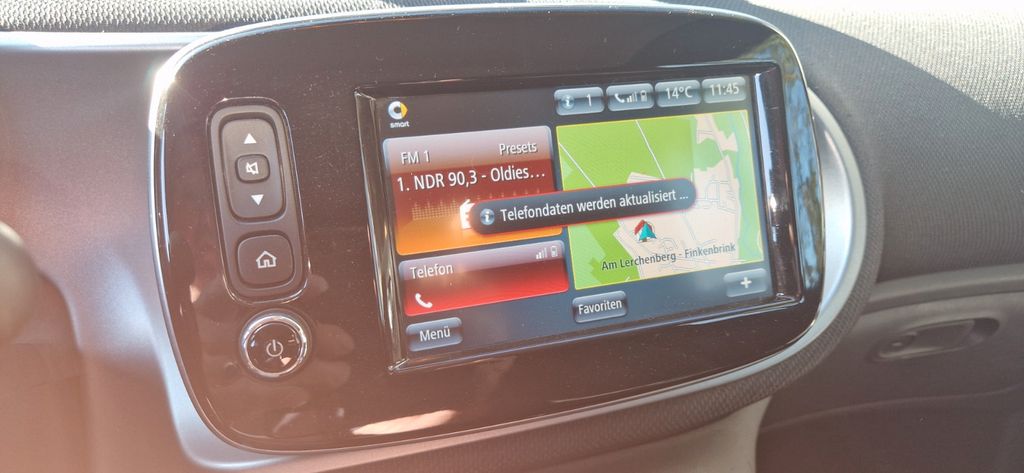 smart
1
14°C
11:45
FM 1
Presets
1. NDR 90,3 - Oldies...
Telefondaten werden aktualisiert ...
Am Lerchenberg - Finkenbrink
Telefon
Menü
Favoriten
+